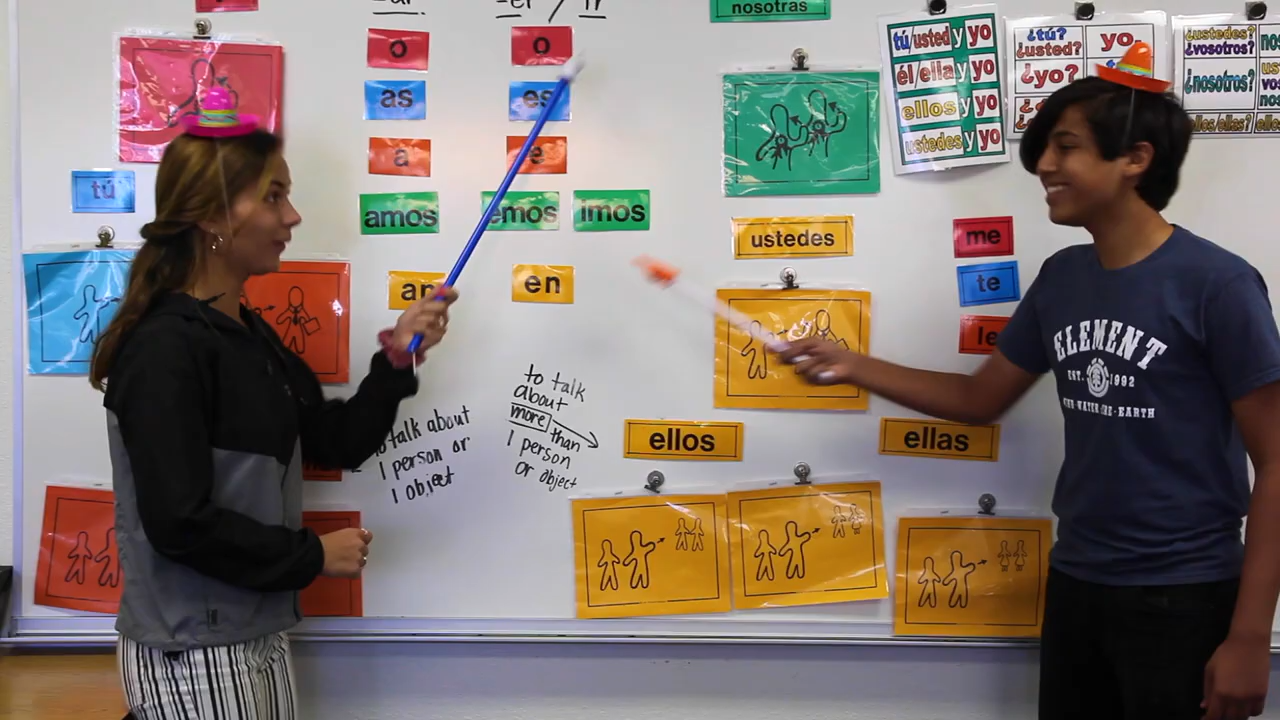 -er / ir
nosotras
o
o
as
es
a
e
amos
emos
imos
an
en
tú
ustedes
me
te
le
ellos
ellas
tú/usted y yo
él/ella y yo
ellos y yo
ustedes y yo
¿tú?
¿usted?
yo
¿yo?
¿ustedes?
¿vosotros?
¿nosotros?
talk about
1 person or
1 object
to talk
about
more than
1 person
or object
ELEMENT
EST. 1992